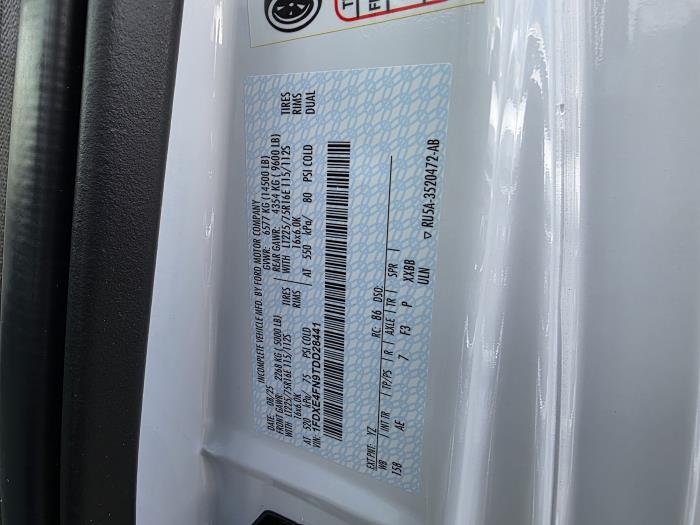 INCOMPLETE VEHICLE MFD. BY FORD MOTOR COMPANY
DATE: 08/25 GVWR: 6577 KG (14500 LB)
FRONT GAWR: 2268 KG ( 5000 LB) REAR GAWR: 4354 KG ( 9600 LB)
WITH LT225/75R16E 115/112S TIRES WITH LT225/75R16E 115/112S TIRES
16x6.0K RIMS 16x6.0K RIMS
AT 520 kPa/ 75 PSI COLD AT 550 kPa/ 80 PSI COLD DUAL
VIN: 1FDXE4FN9TDD28441
EXT PNT: YZ RC: 86 DSO:
WB INT TR TP/PS R AXLE TR SPR
158 AE 7 F3 P XXBB
ULN
▽ RU5A-3520472-AB